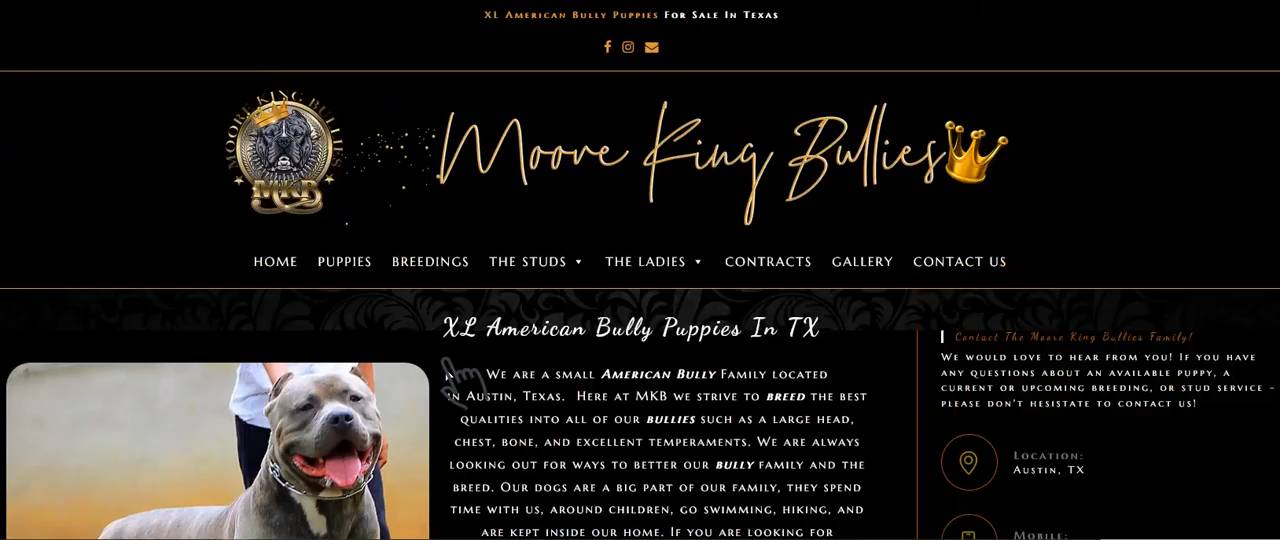 XL American Bully Puppies For Sale In Texas
MOORE KING BULLIES
MKB
Moore King Bullies
HOME PUPPIES BREEDINGS THE STUDS THE LADIES CONTRACTS GALLERY CONTACT US
XL American Bully Puppies In TX
We are a small American Bully Family located
in Austin, Texas. Here at MKB we strive to breed the best
qualities into all of our bullies such as a large head,
chest, bone, and excellent temperaments. We are always
looking out for ways to better our bully family and the
breed. Our dogs are a big part of our family, they spend
time with us, around children, go swimming, hiking, and
are kept inside our home. If you are looking for
Contact The Moore King Bullies Family!
We would love to hear from you! If you have
any questions about an available puppy, a
current or upcoming breeding, or stud service –
please don't hesistate to contact us!
Location:
Austin, TX
Mobile: